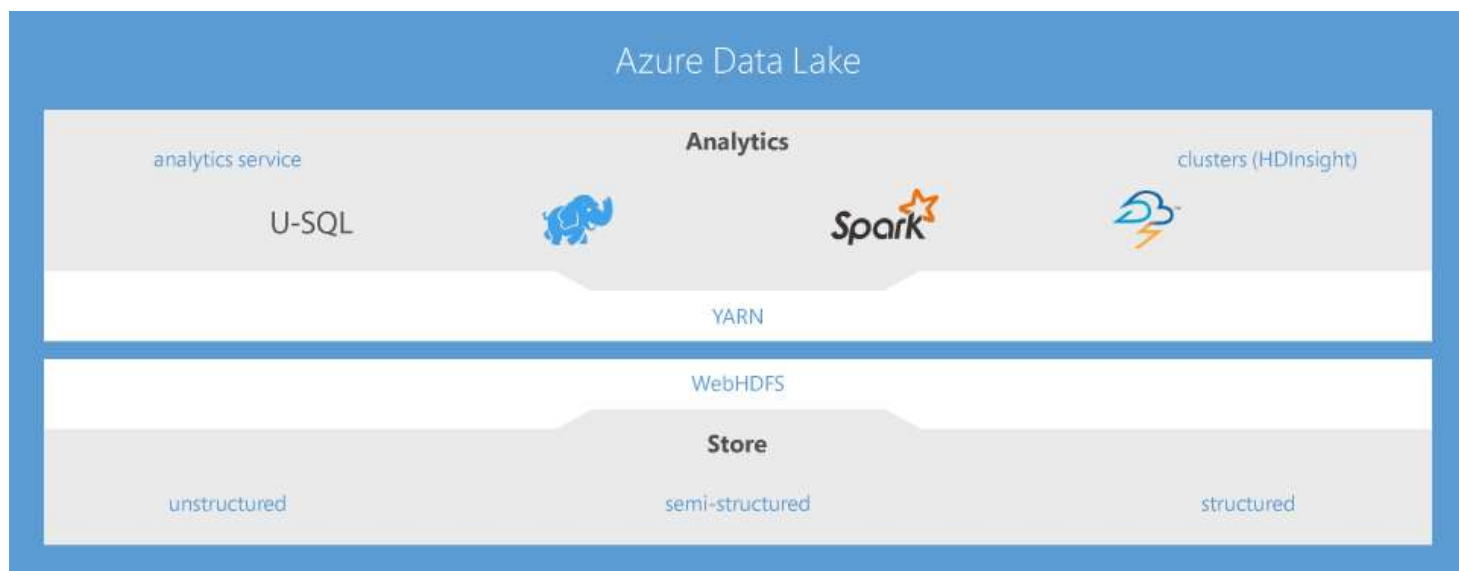 Azure Data Lake
Analytics
analytics service
clusters (HDInsight)
U-SQL
Spark
YARN
WebHDFS
Store
unstructured
semi-structured
structured